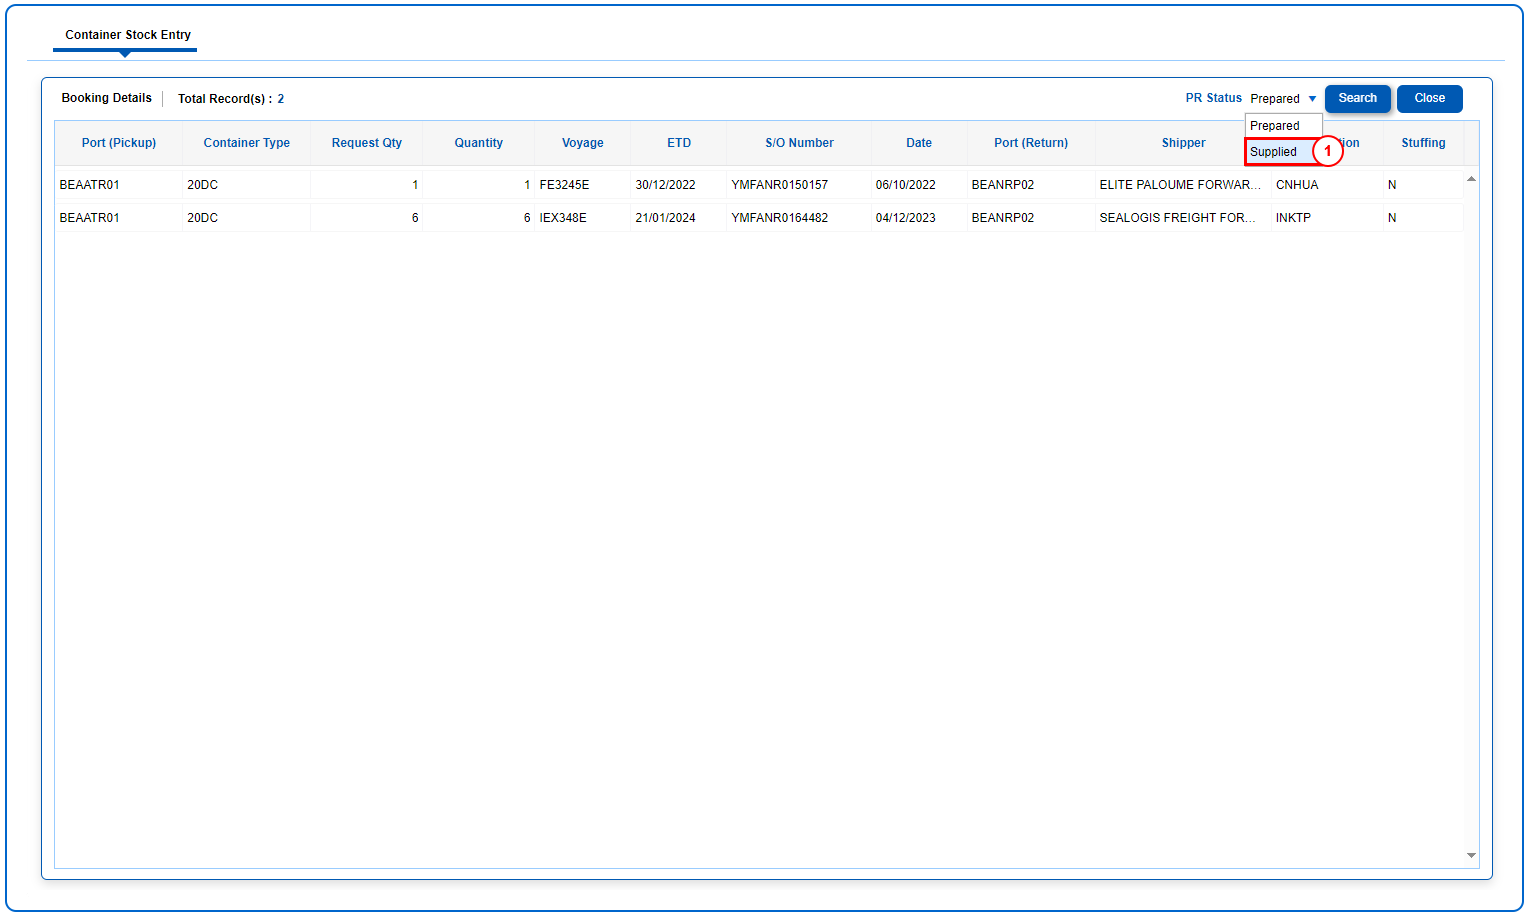 Container Stock Entry
Booking Details Total Record(s) : 2 PR Status Prepared Search Close
Prepared
Supplied 1
Port (Pickup) Container Type Request Qty Quantity Voyage ETD S/O Number Date Port (Return) Shipper Stuffing
BEAATR01 20DC 1 1 FE3245E 30/12/2022 YMFANR0150157 06/10/2022 BEANRP02 ELITE PALOUME FORWAR... CNHUA N
BEAATR01 20DC 6 6 IEX348E 21/01/2024 YMFANR0164482 04/12/2023 BEANRP02 SEALOGIS FREIGHT FOR... INKTP N